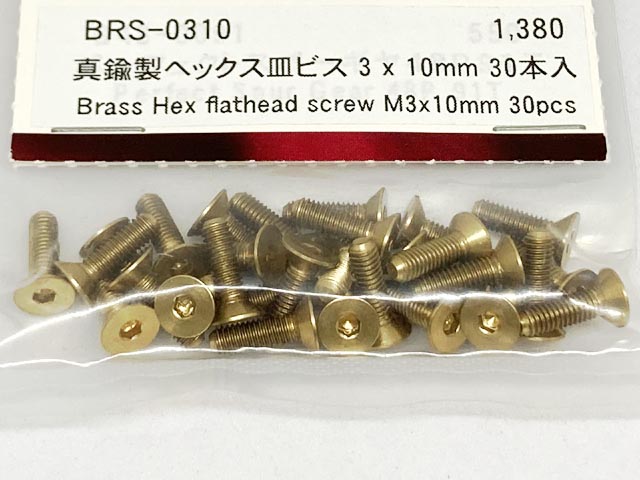 BRS-0310 1,380
真鍮製ヘックス皿ビス 3 x 10mm 30本入
Brass Hex flathead screw M3x10mm 30pcs